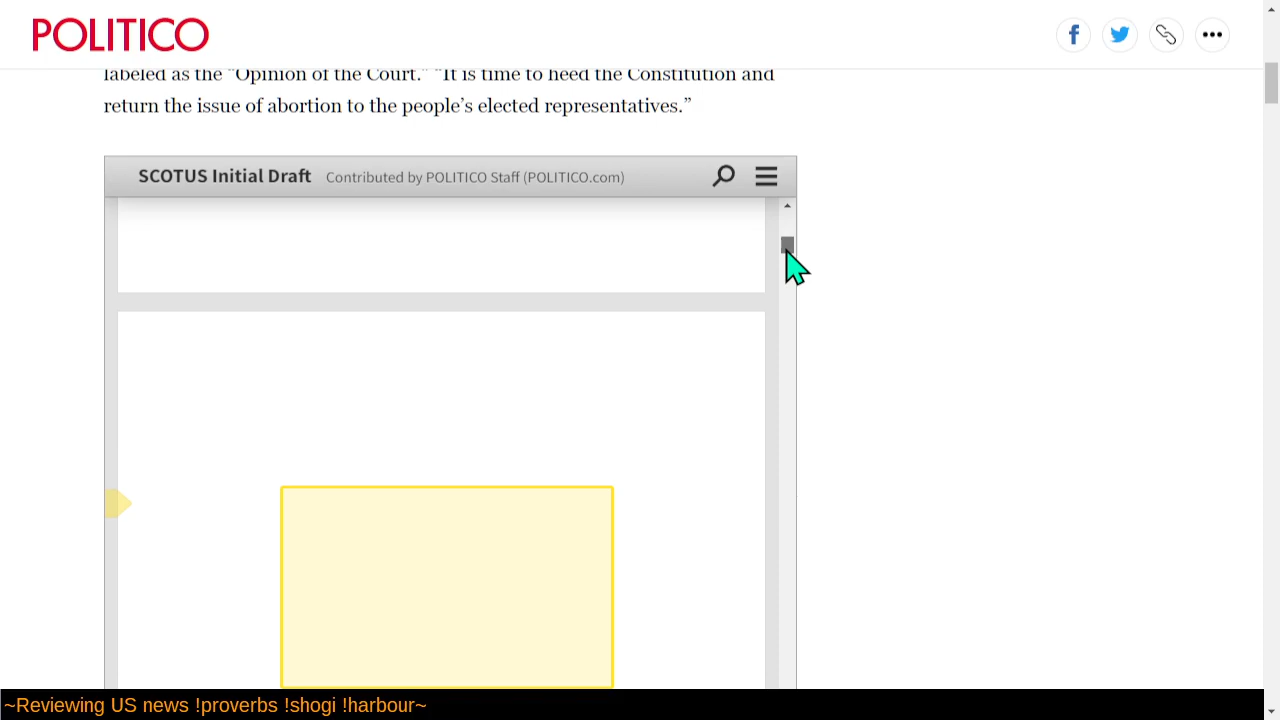 POLITICO
labeled as the “Opinion of the Court.” “It is time to heed the Constitution and
return the issue of abortion to the people’s elected representatives.”
SCOTUS Initial Draft Contributed by POLITICO Staff (POLITICO.com)
~Reviewing US news !proverbs !shogi !harbour~